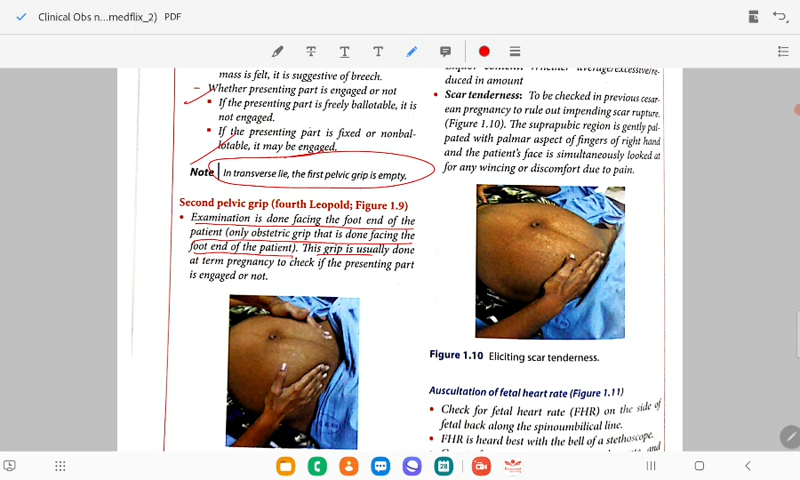 Clinical Obs n...medflix_2) PDF
mass is felt, it is suggestive of breech.
– Whether presenting part is engaged or not
▪ If the presenting part is freely ballotable, it is
not engaged.
▪ If the presenting part is fixed or nonbal-
lotable, it may be engaged.
Note | In transverse lie, the first pelvic grip is empty.
Second pelvic grip (fourth Leopold; Figure 1.9)
• Examination is done facing the foot end of the
patient (only obstetric grip that is done facing the
foot end of the patient). This grip is usually done
at term pregnancy to check if the presenting part
is engaged or not.
whether average/excessive/re-
duced in amount
• Scar tenderness: To be checked in previous cesar-
ean pregnancy to rule out impending scar rupture.
(Figure 1.10). The suprapubic region is gently pal-
pated with palmar aspect of fingers of right hand
and the patient's face is simultaneously looked at
for any wincing or discomfort due to pain.
Figure 1.10 Eliciting scar tenderness.
Auscultation of fetal heart rate (Figure 1.11)
• Check for fetal heart rate (FHR) on the side of
fetal back along the spinoumbilical line.
• FHR is heard best with the bell of a stethoscope.
28